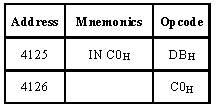 Address Mnemonics Opcode
4125 IN C0H DBH
4126 C0H